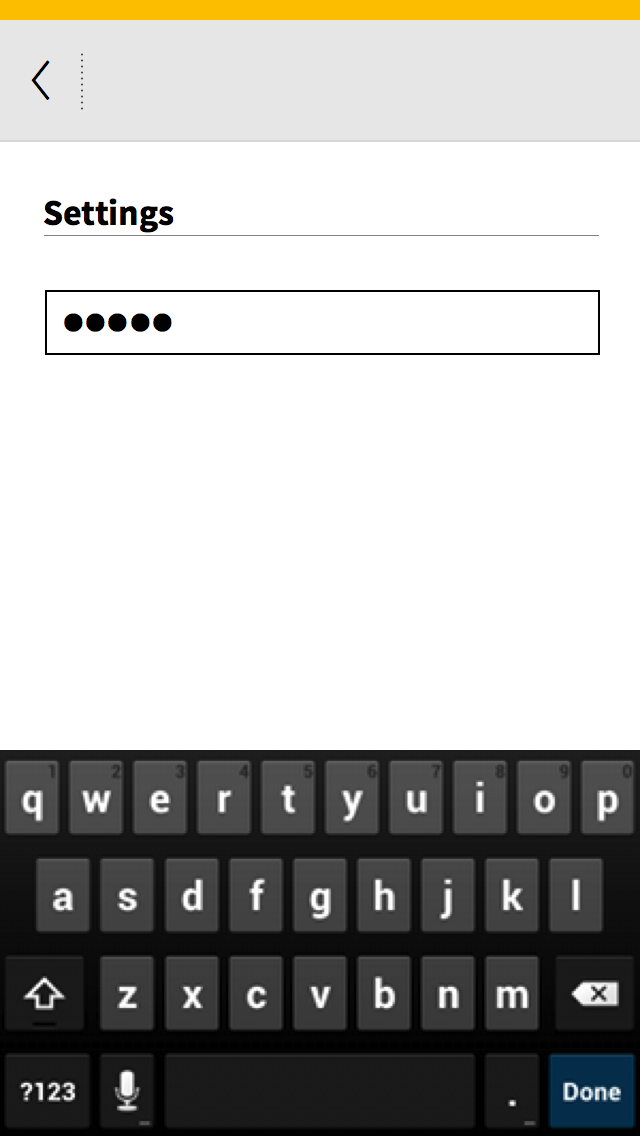 Settings
●●●●●
1 2 3 4 5 6 7 8 9 0
q w e r t y u i o p
a s d f g h j k l
z x c v b n m
?123 . Done